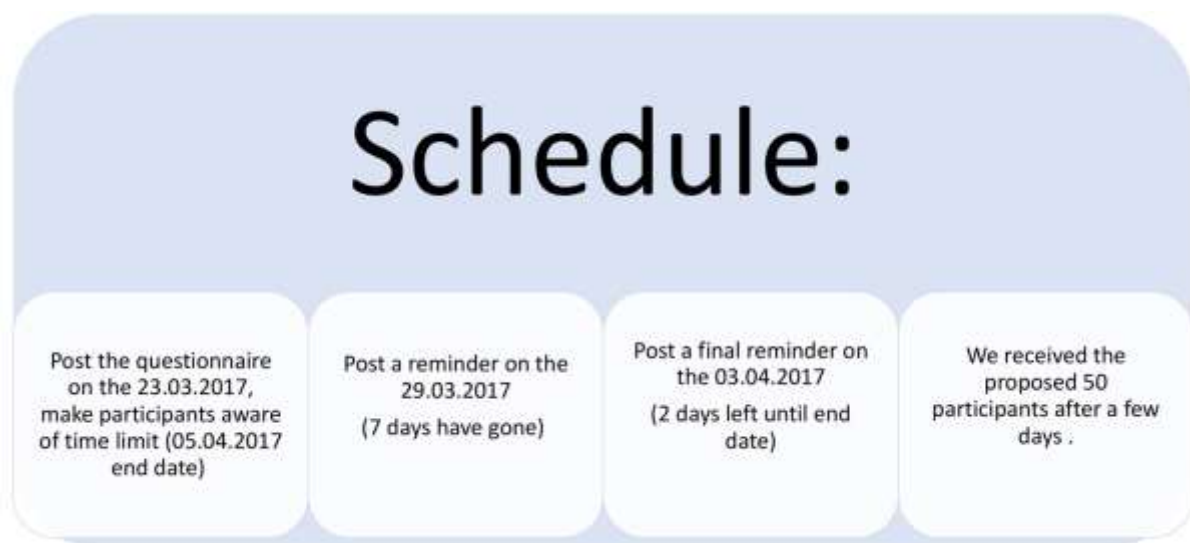 Schedule:
Post the questionnaire
on the 23.03.2017,
make participants aware
of time limit (05.04.2017
end date)
Post a reminder on the
29.03.2017
(7 days have gone)
Post a final reminder on
the 03.04.2017
(2 days left until end
date)
We received the
proposed 50
participants after a few
days .